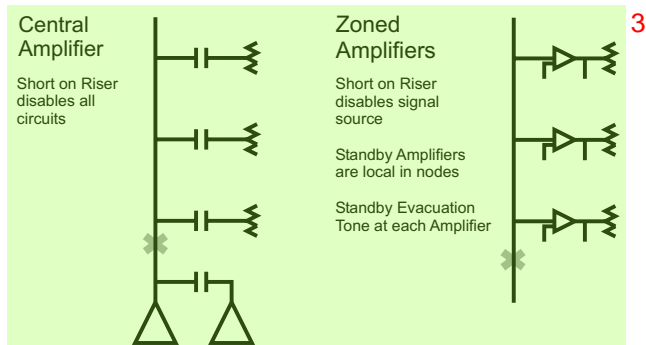 Central
Amplifier
Short on Riser
disables all
circuits
Zoned
Amplifiers
Short on Riser
disables signal
source
Standby Amplifiers
are local in nodes
Standby Evacuation
Tone at each Amplifier
3